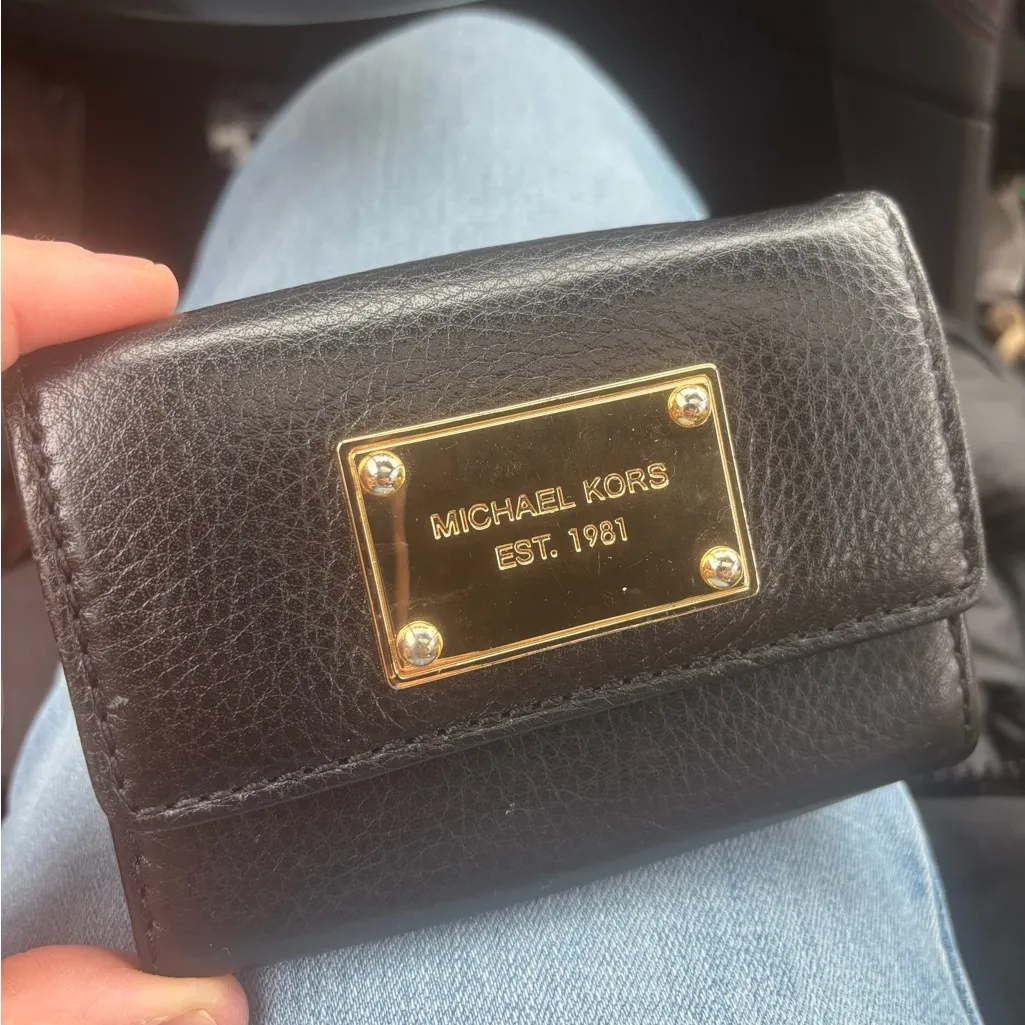 MICHAEL KORS
EST. 1981